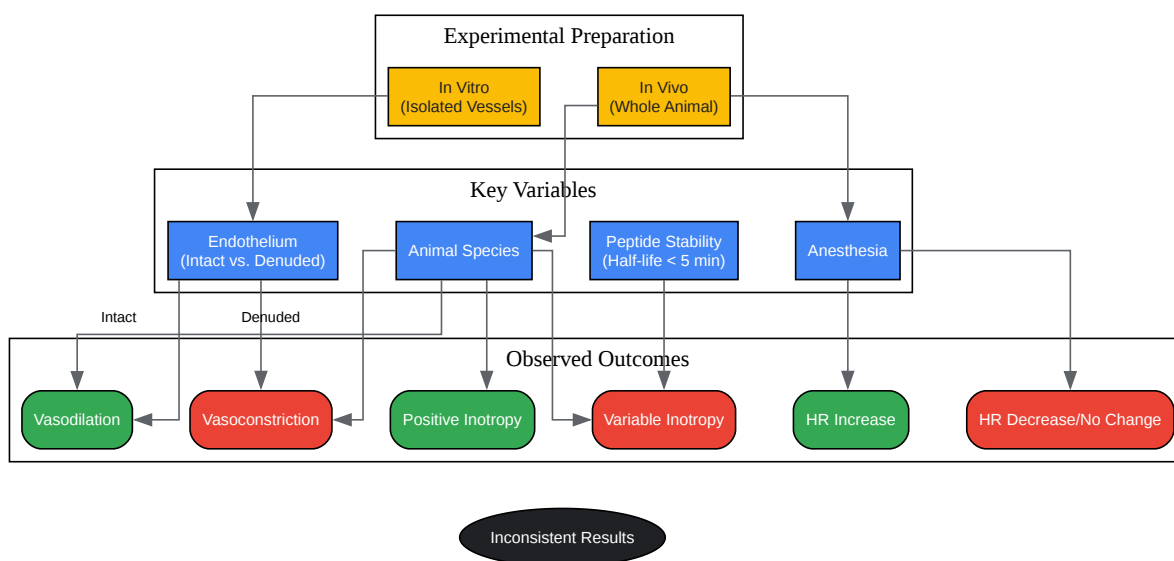 Experimental Preparation
In Vitro
(Isolated Vessels)
In Vivo
(Whole Animal)
Key Variables
Endothelium
(Intact vs. Denuded)
Animal Species
Peptide Stability
(Half-life < 5 min)
Anesthesia
Intact
Denuded
Observed Outcomes
Vasodilation
Vasoconstriction
Positive Inotropy
Variable Inotropy
HR Increase
HR Decrease/No Change
Inconsistent Results